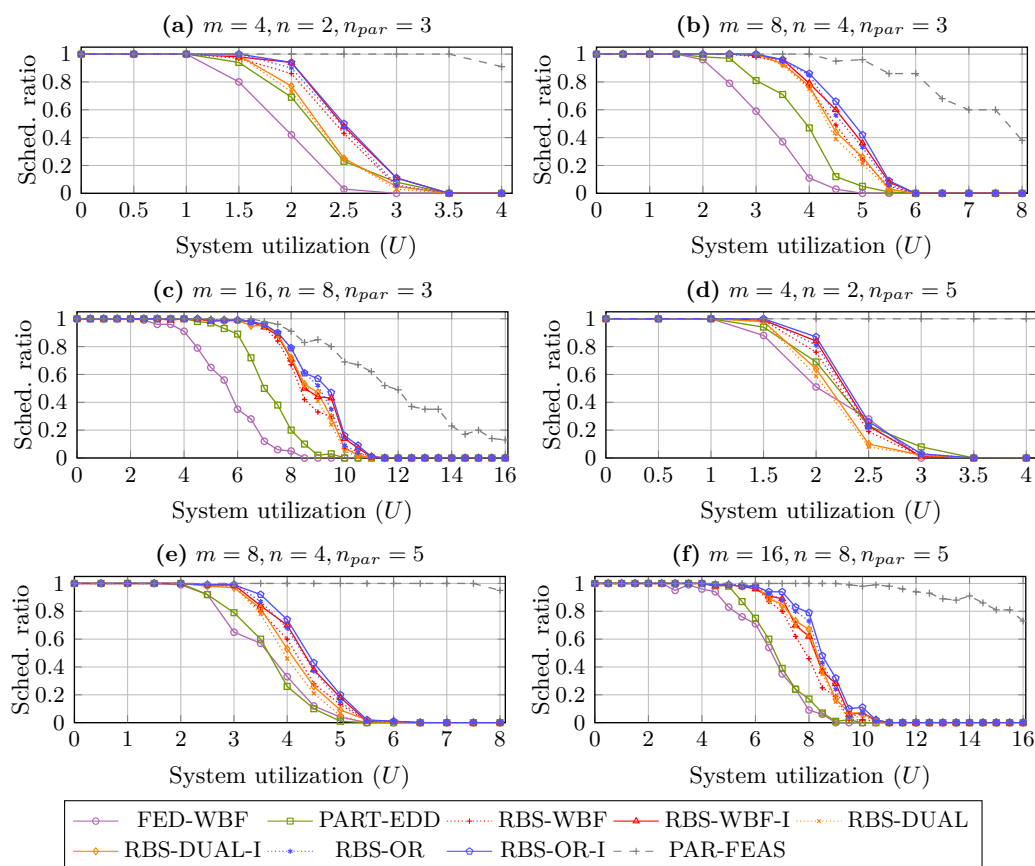 (a) m = 4, n = 2, n_par = 3
(b) m = 8, n = 4, n_par = 3
1
0.8
0.6
0.4
0.2
0
Sched. ratio
0 0.5 1 1.5 2 2.5 3 3.5 4
System utilization (U)
1
0.8
0.6
0.4
0.2
0
Sched. ratio
0 1 2 3 4 5 6 7 8
System utilization (U)
(c) m = 16, n = 8, n_par = 3
(d) m = 4, n = 2, n_par = 5
1
0.8
0.6
0.4
0.2
0
Sched. ratio
0 2 4 6 8 10 12 14 16
System utilization (U)
1
0.8
0.6
0.4
0.2
0
Sched. ratio
0 0.5 1 1.5 2 2.5 3 3.5 4
System utilization (U)
(e) m = 8, n = 4, n_par = 5
(f) m = 16, n = 8, n_par = 5
1
0.8
0.6
0.4
0.2
0
Sched. ratio
0 1 2 3 4 5 6 7 8
System utilization (U)
1
0.8
0.6
0.4
0.2
0
Sched. ratio
0 2 4 6 8 10 12 14 16
System utilization (U)
FED-WBF PART-EDD RBS-WBF RBS-WBF-I RBS-DUAL
RBS-DUAL-I RBS-OR RBS-OR-I PAR-FEAS